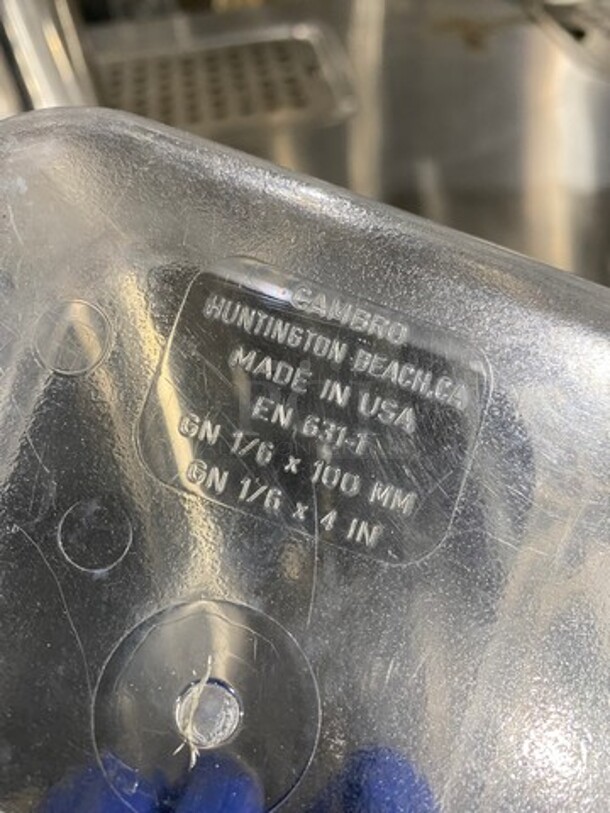 CAMBRO
HUNTINGTON BEACH,CA
MADE IN USA
EN 631-1
GN 1/6 x 100 MM
GN 1/6 x 4 IN